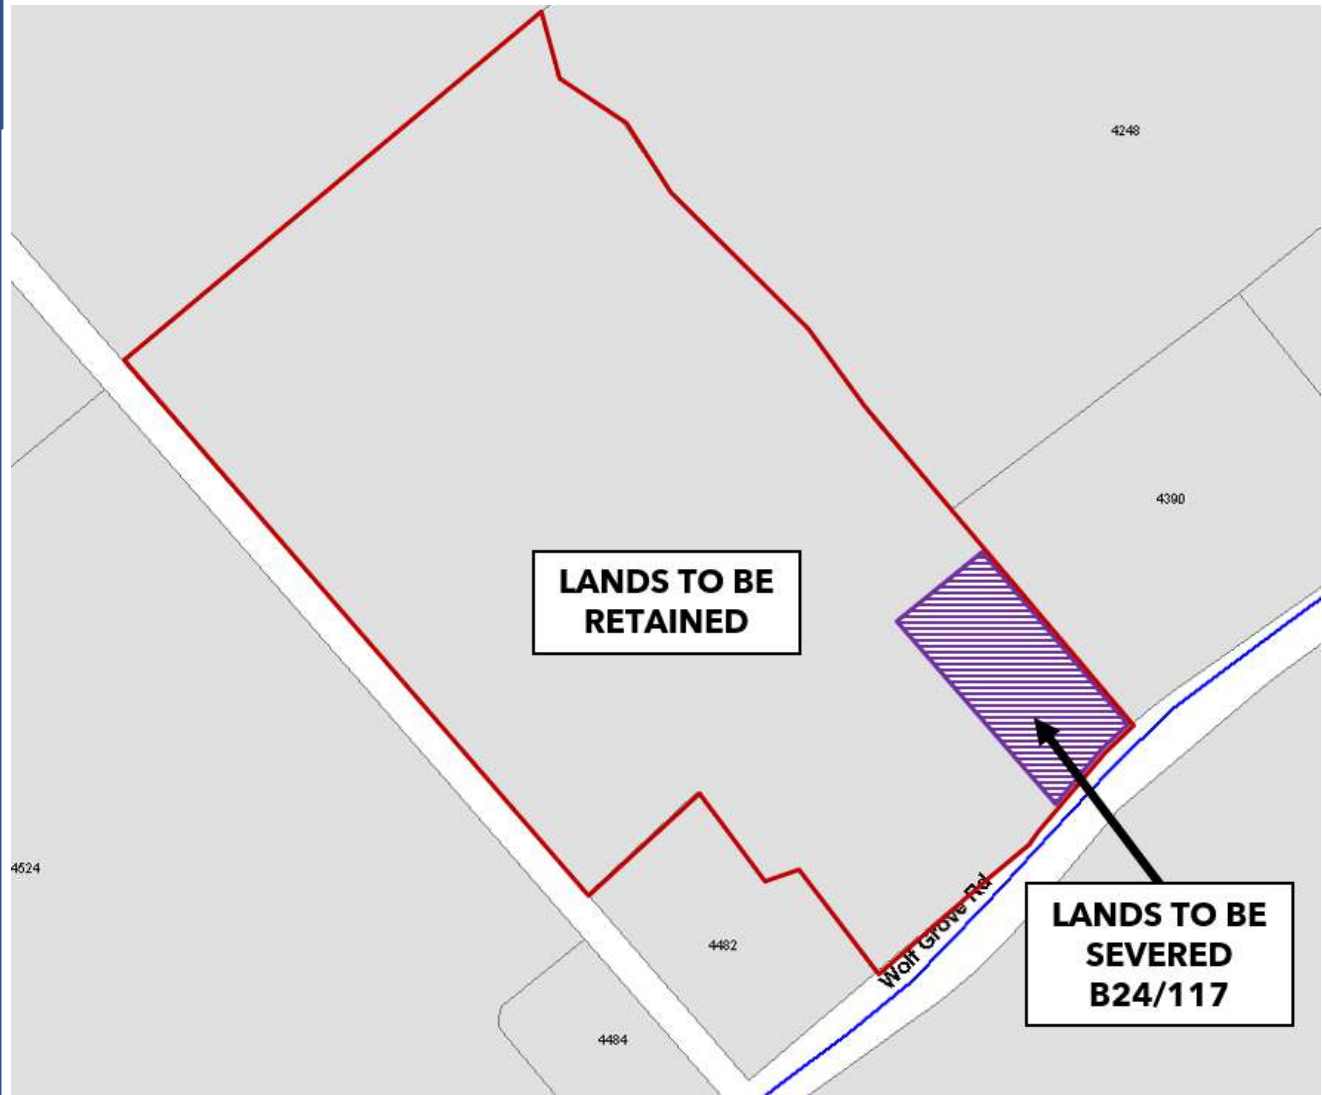 4248
4390
LANDS TO BE
RETAINED
4524
Wolf Grove Rd
4482
LANDS TO BE
SEVERED
B24/117
4484